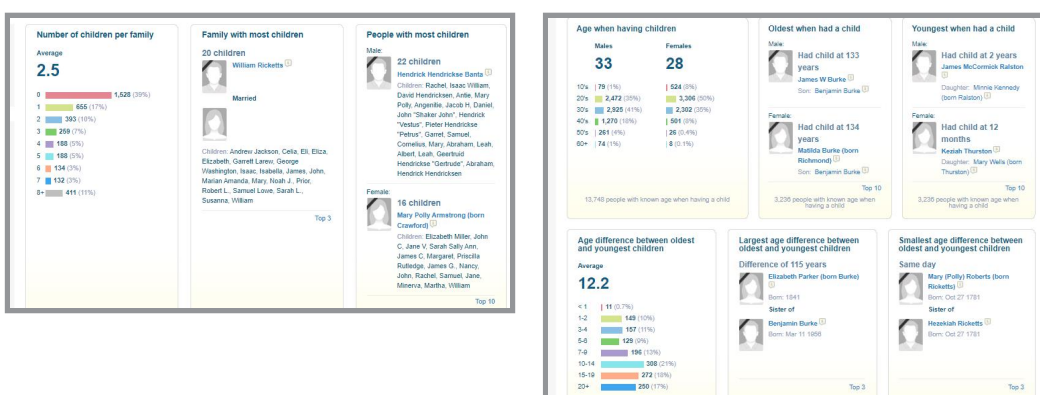 Number of children per family
Average
2.5
0 1,528 (39%)
1 655 (17%)
2 393 (10%)
3 259 (7%)
4 188 (5%)
5 188 (5%)
6 134 (3%)
7 132 (3%)
8+ 411 (11%)
Family with most children
20 children
William Ricketts
Married
Children: Andrew Jackson, Celia, Eli, Eliza,
Elizabeth, Garrett Larew, George
Washington, Isaac, Isabella, James, John,
Marian Amanda, Mary, Noah J., Prior,
Robert L., Samuel Lowe, Sarah L.,
Susanna, William
Top 3
People with most children
Male:
22 children
Hendrick Hendrickse Banta
Children: Rachel, Isaac William,
David Hendricksen, Antie, Mary
Polly, Angenitie, Jacob H, Daniel,
John "Shaker John", Hendrick
"Vestus", Pieter Hendrickse
"Petrus", Garret, Samuel,
Cornelius, Mary, Abraham, Leah,
Albert, Leah, Geertruid
Hendrickse "Gertrude", Abraham,
Hendrick Hendricksen
Female:
16 children
Mary Polly Armstrong (born
Crawford)
Children: Elizabeth Miller, John
C, Jane V, Sarah Sally Ann,
James C, Margaret, Priscilla
Rutledge, James G., Nancy,
John, Rachel, Samuel, Jane,
Minerva, Martha, William
Top 10
Age when having children
Males Females
33 28
10's 79 (1%) 524 (8%)
20's 2,472 (35%) 3,306 (50%)
30's 2,925 (41%) 2,302 (35%)
40's 1,270 (18%) 501 (8%)
50's 261 (4%) 26 (0.4%)
60+ 74 (1%) 8 (0.1%)
13,748 people with known age when having a child
Oldest when had a child
Male:
Had child at 133
years
James W Burke
Son: Benjamin Burke
Female:
Had child at 134
years
Matilda Burke (born
Richmond)
Son: Benjamin Burke
Top 10
3,236 people with known age when
having a child
Youngest when had a child
Male:
Had child at 2 years
James McCormick Ralston
Daughter: Minnie Kennedy
(born Ralston)
Female:
Had child at 12
months
Keziah Thurston
Daughter: Mary Wells (born
Thurston)
Top 10
3,236 people with known age when
having a child
Age difference between oldest
and youngest children
Average
12.2
< 1 11 (0.7%)
1-2 149 (10%)
3-4 157 (11%)
5-6 129 (9%)
7-9 196 (13%)
10-14 308 (21%)
15-19 272 (18%)
20+ 250 (17%)
Largest age difference between
oldest and youngest children
Difference of 115 years
Elizabeth Parker (born Burke)
Born: 1841
Sister of
Benjamin Burke
Born: Mar 11 1956
Top 3
Smallest age difference between
oldest and youngest children
Same day
Mary (Polly) Roberts (born
Ricketts)
Born: Oct 27 1781
Sister of
Hezekiah Ricketts
Born: Oct 27 1781
Top 3